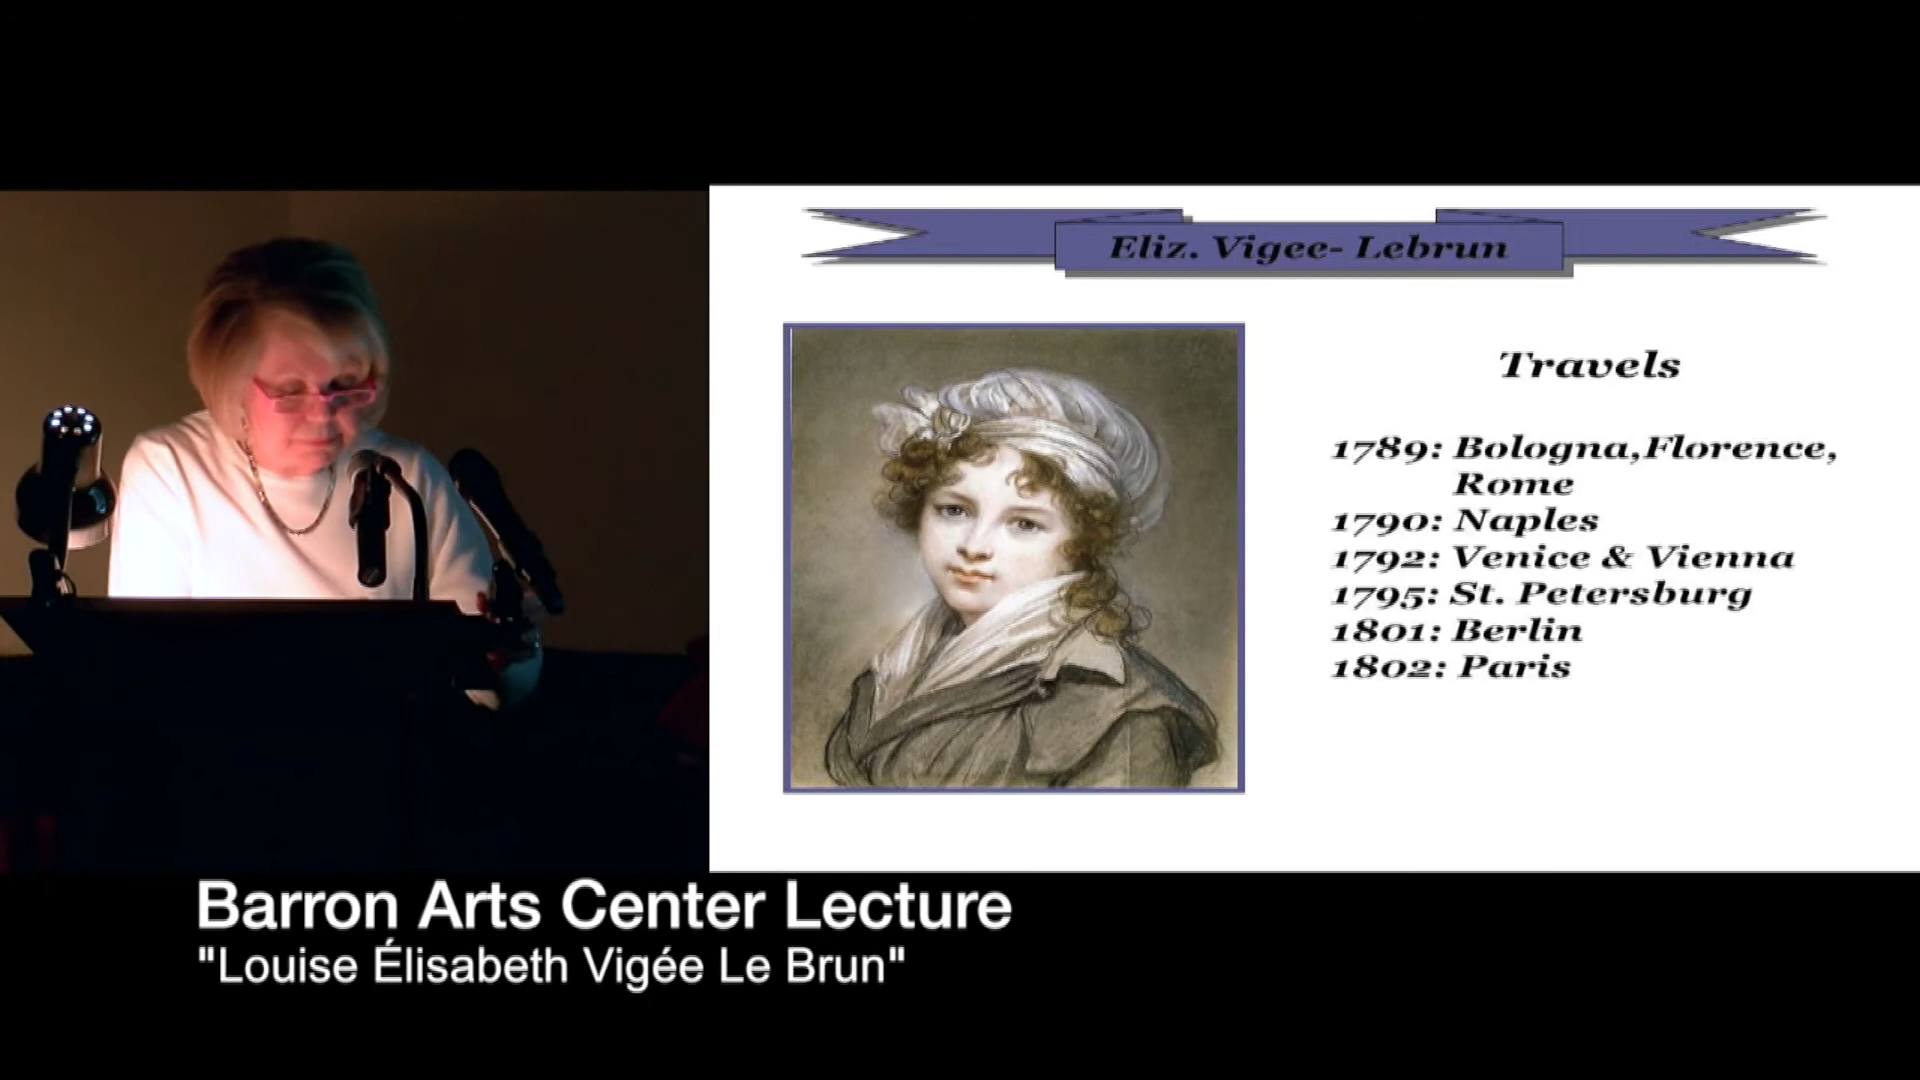 Eliz. Vigee- Lebrun
Travels
1789: Bologna,Florence,
Rome
1790: Naples
1792: Venice & Vienna
1795: St. Petersburg
1801: Berlin
1802: Paris
Barron Arts Center Lecture
"Louise Élisabeth Vigée Le Brun"